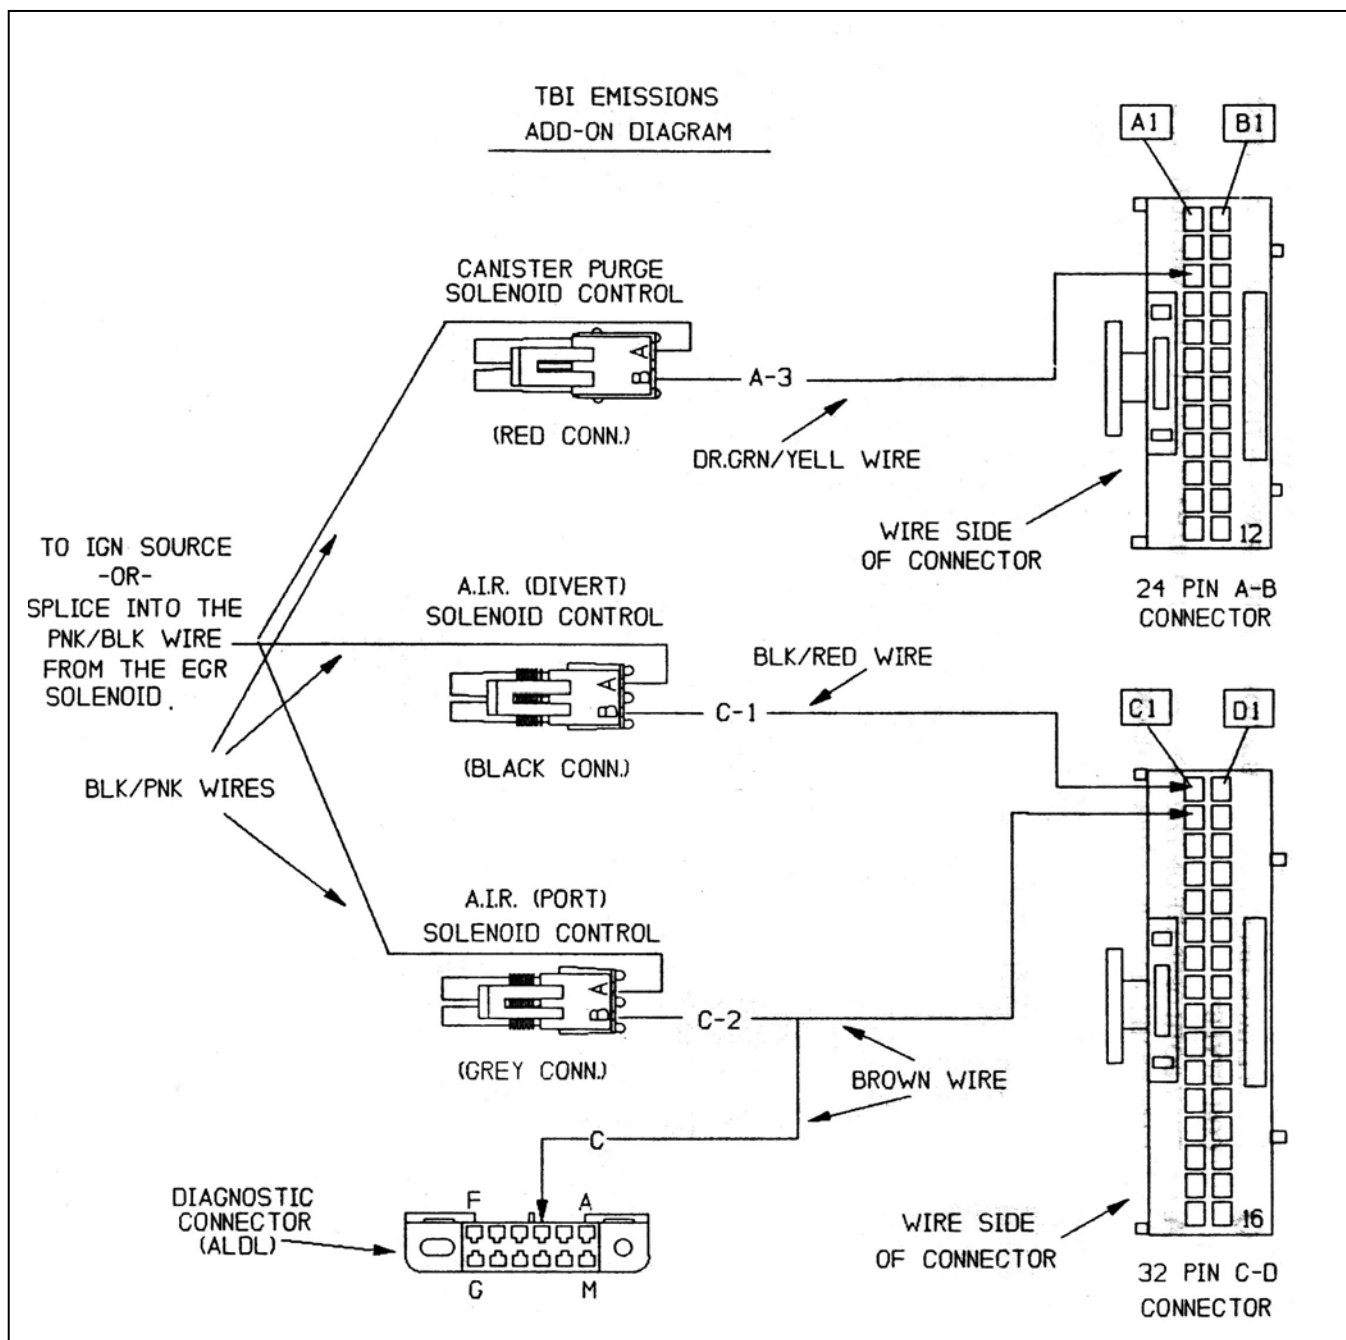 TBI EMISSIONS
ADD-ON DIAGRAM
A1
B1
CANISTER PURGE
SOLENOID CONTROL
A
B
A-3
(RED CONN.)
DR.GRN/YELL WIRE
WIRE SIDE
OF CONNECTOR
12
24 PIN A-B
CONNECTOR
TO IGN SOURCE
-OR-
SPLICE INTO THE
PNK/BLK WIRE
FROM THE EGR
SOLENOID.
A.I.R. (DIVERT)
SOLENOID CONTROL
A
B
C-1
BLK/RED WIRE
(BLACK CONN.)
C1
D1
BLK/PNK WIRES
A.I.R. (PORT)
SOLENOID CONTROL
A
B
C-2
(GREY CONN.)
BROWN WIRE
C
DIAGNOSTIC
CONNECTOR
(ALDL)
F
A
G
M
WIRE SIDE
OF CONNECTOR
16
32 PIN C-D
CONNECTOR